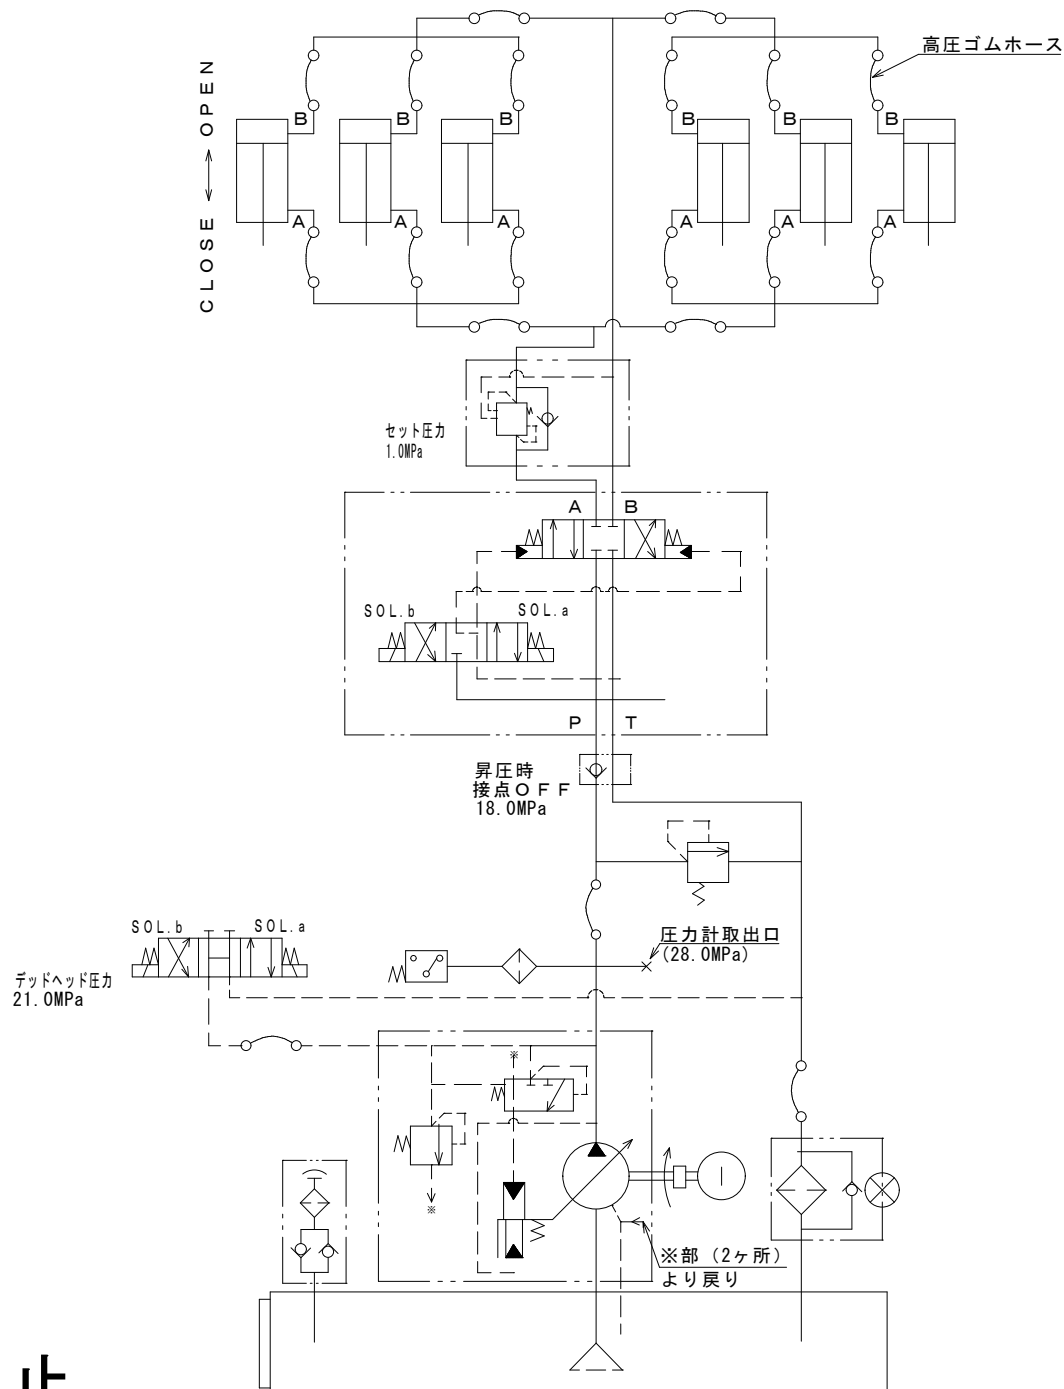 高圧ゴムホース
CLOSE ←→ OPEN
B B B B B B
A A A A A A
セット圧力
1.0MPa
A B
SOL.b SOL.a
P T
昇圧時
接点OFF
18.0MPa
圧力計取出口
(28.0MPa)
SOL.b SOL.a
デッドヘッド圧力
21.0MPa
※
※
※部（2ヶ所）
より戻り